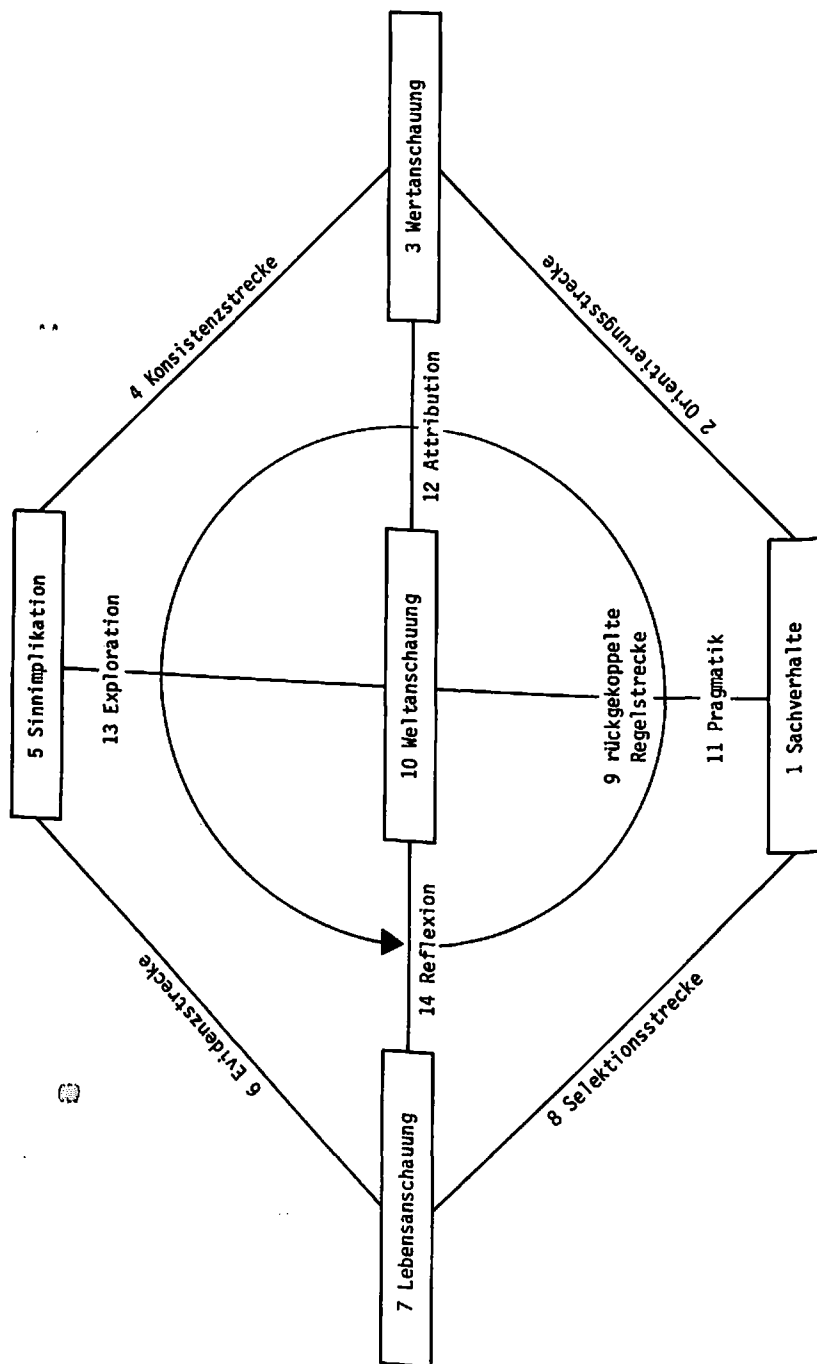 5 Sinnimplikation
4 Konsistenzstrecke
6 Evidenzstrecke
13 Exploration
3 Wertanschauung
12 Attribution
10 Weltanschauung
14 Reflexion
7 Lebensanschauung
9 rückgekoppelte
Regelstrecke
11 Pragmatik
2 Orientierungsstrecke
8 Selektionsstrecke
1 Sachverhalte